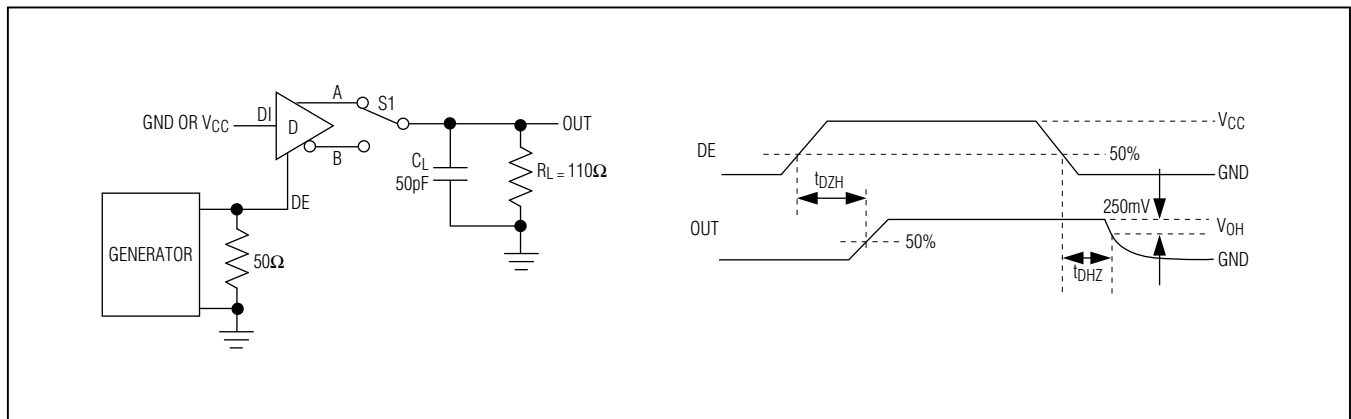 A
S1
GND OR VCC
DI
D
OUT
B
CL
50pF
RL = 110Ω
DE
GENERATOR
50Ω
VCC
DE
50%
GND
tDZH
250mV
VOH
OUT
50%
GND
tDHZ